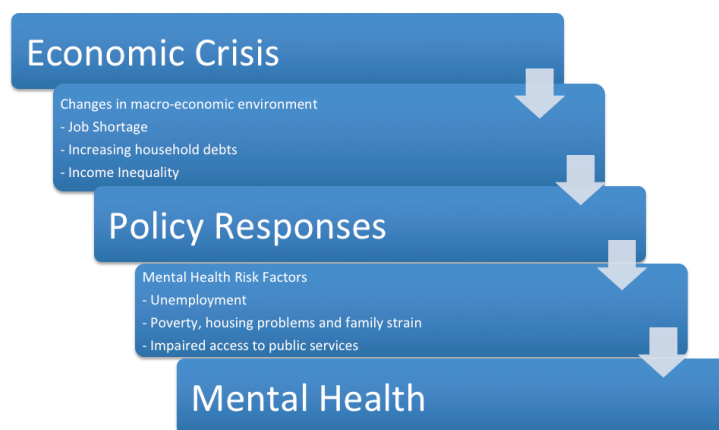 Economic Crisis
Changes in macro-economic environment
- Job Shortage
- Increasing household debts
- Income Inequality
Policy Responses
Mental Health Risk Factors
- Unemployment
- Poverty, housing problems and family strain
- Impaired access to public services
Mental Health